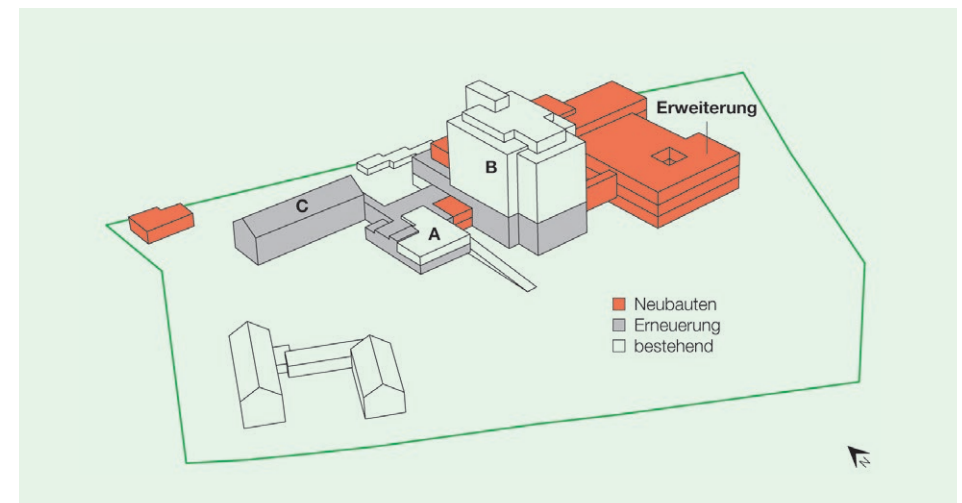 Erweiterung
B
C
A
Neubauten
Erneuerung
bestehend
N